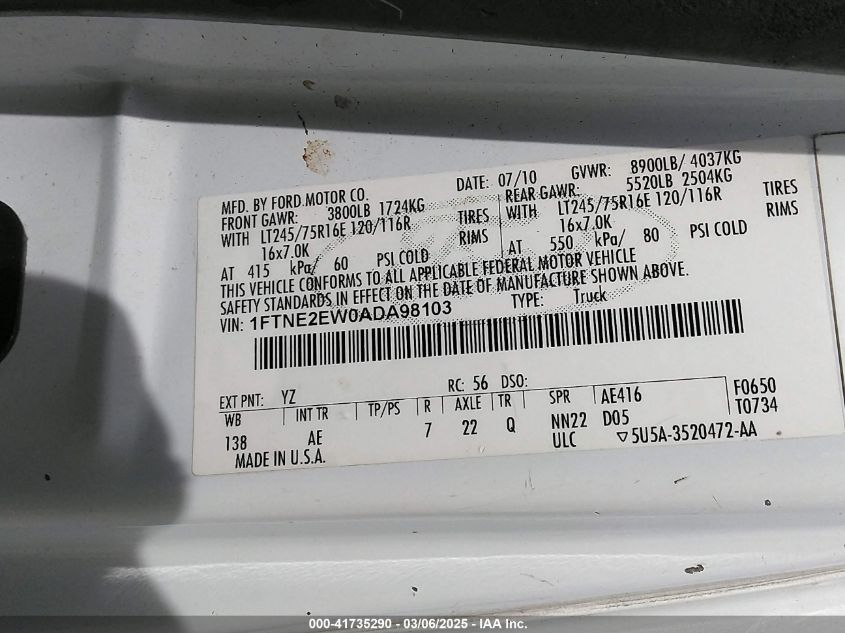 MFD. BY FORD MOTOR CO.
DATE: 07/10 GVWR: 8900LB/ 4037KG
FRONT GAWR: 3800LB 1724KG
REAR GAWR: 5520LB 2504KG
WITH LT245/75R16E 120/116R TIRES
WITH LT245/75R16E 120/116R TIRES
16x7.0K RIMS
16x7.0K RIMS
AT 415 kPa/ 60 PSI COLD
AT 550 kPa/ 80 PSI COLD
THIS VEHICLE CONFORMS TO ALL APPLICABLE FEDERAL MOTOR VEHICLE
SAFETY STANDARDS IN EFFECT ON THE DATE OF MANUFACTURE SHOWN ABOVE.
VIN: 1FTNE2EW0ADA98103 TYPE: Truck
EXT PNT: YZ RC: 56 DSO:
WB INT TR TP/PS R AXLE TR SPR AE416 F0650
138 AE 7 22 Q NN22 D05 T0734
MADE IN U.S.A. ULC ▽5U5A-3520472-AA
000-41735290 - 03/06/2025 - IAA Inc.